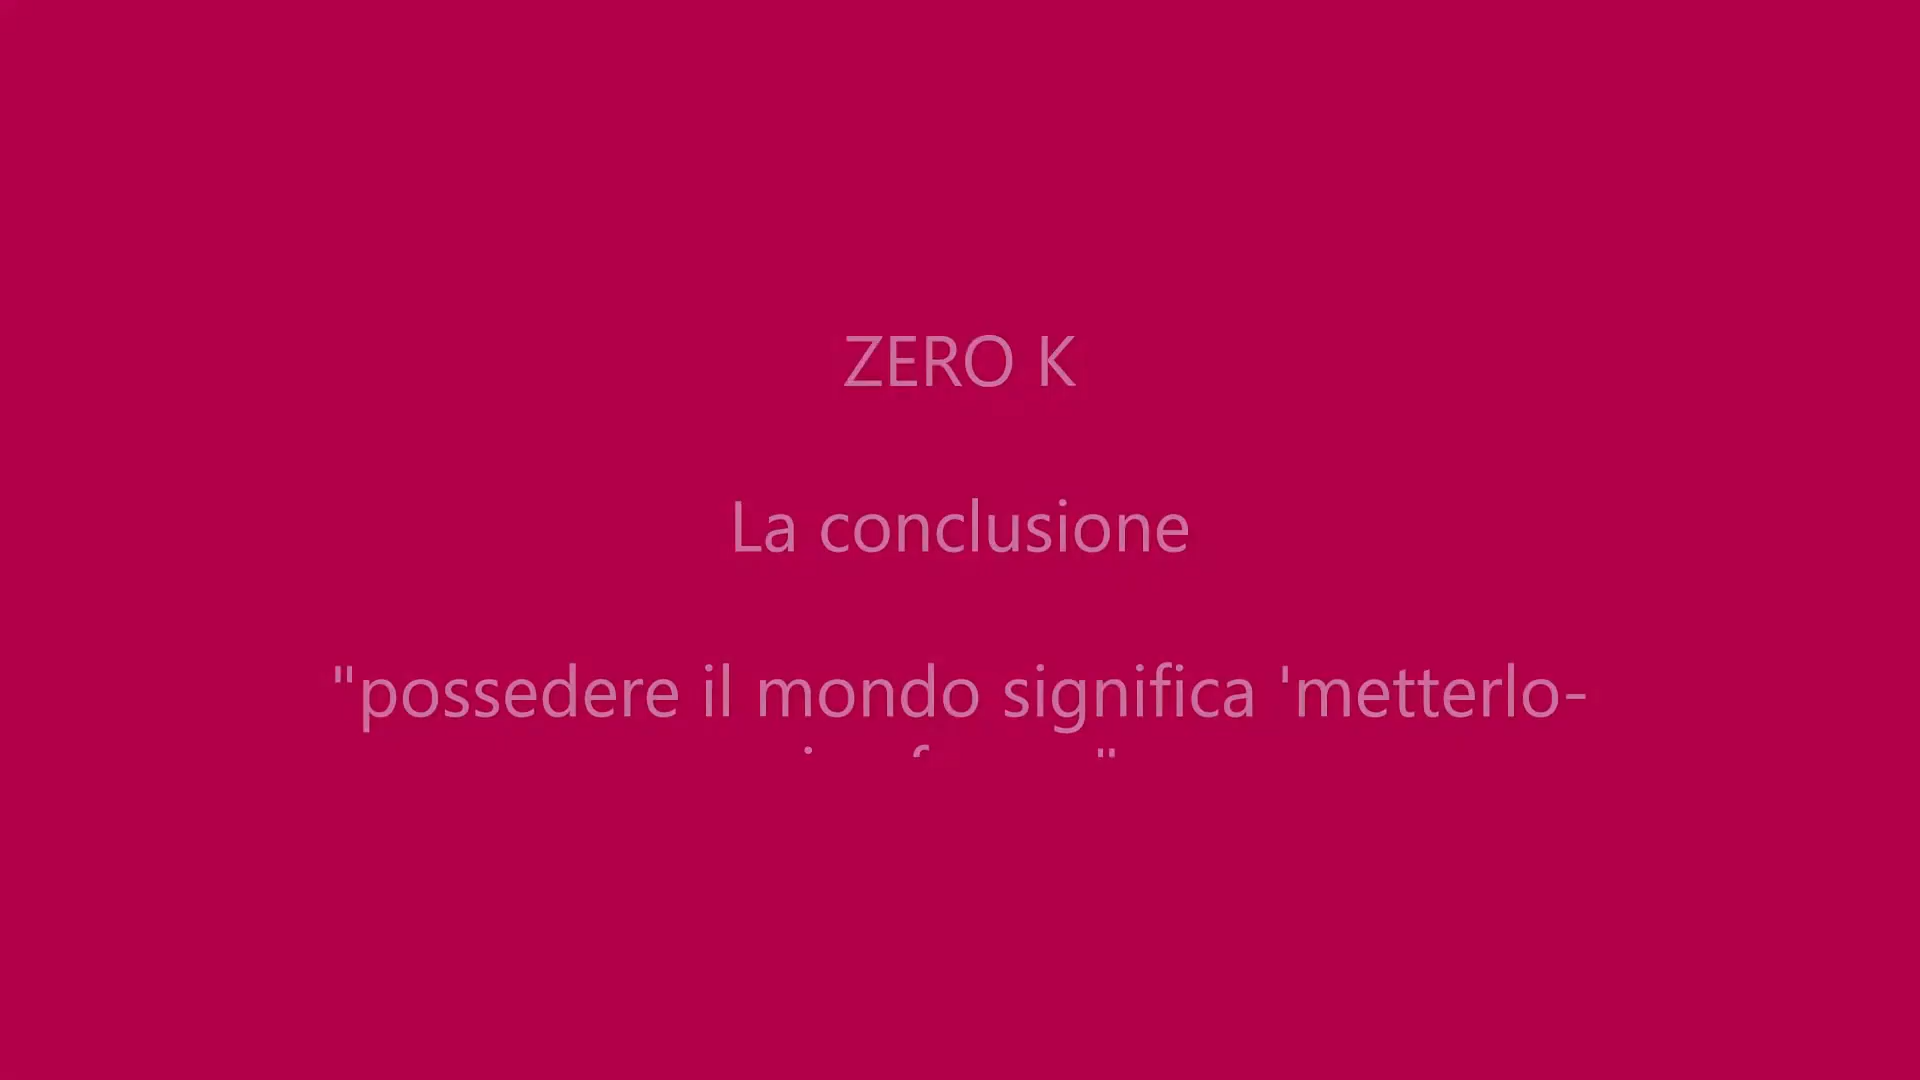 ZERO K
La conclusione
"possedere il mondo significa 'metterlo-